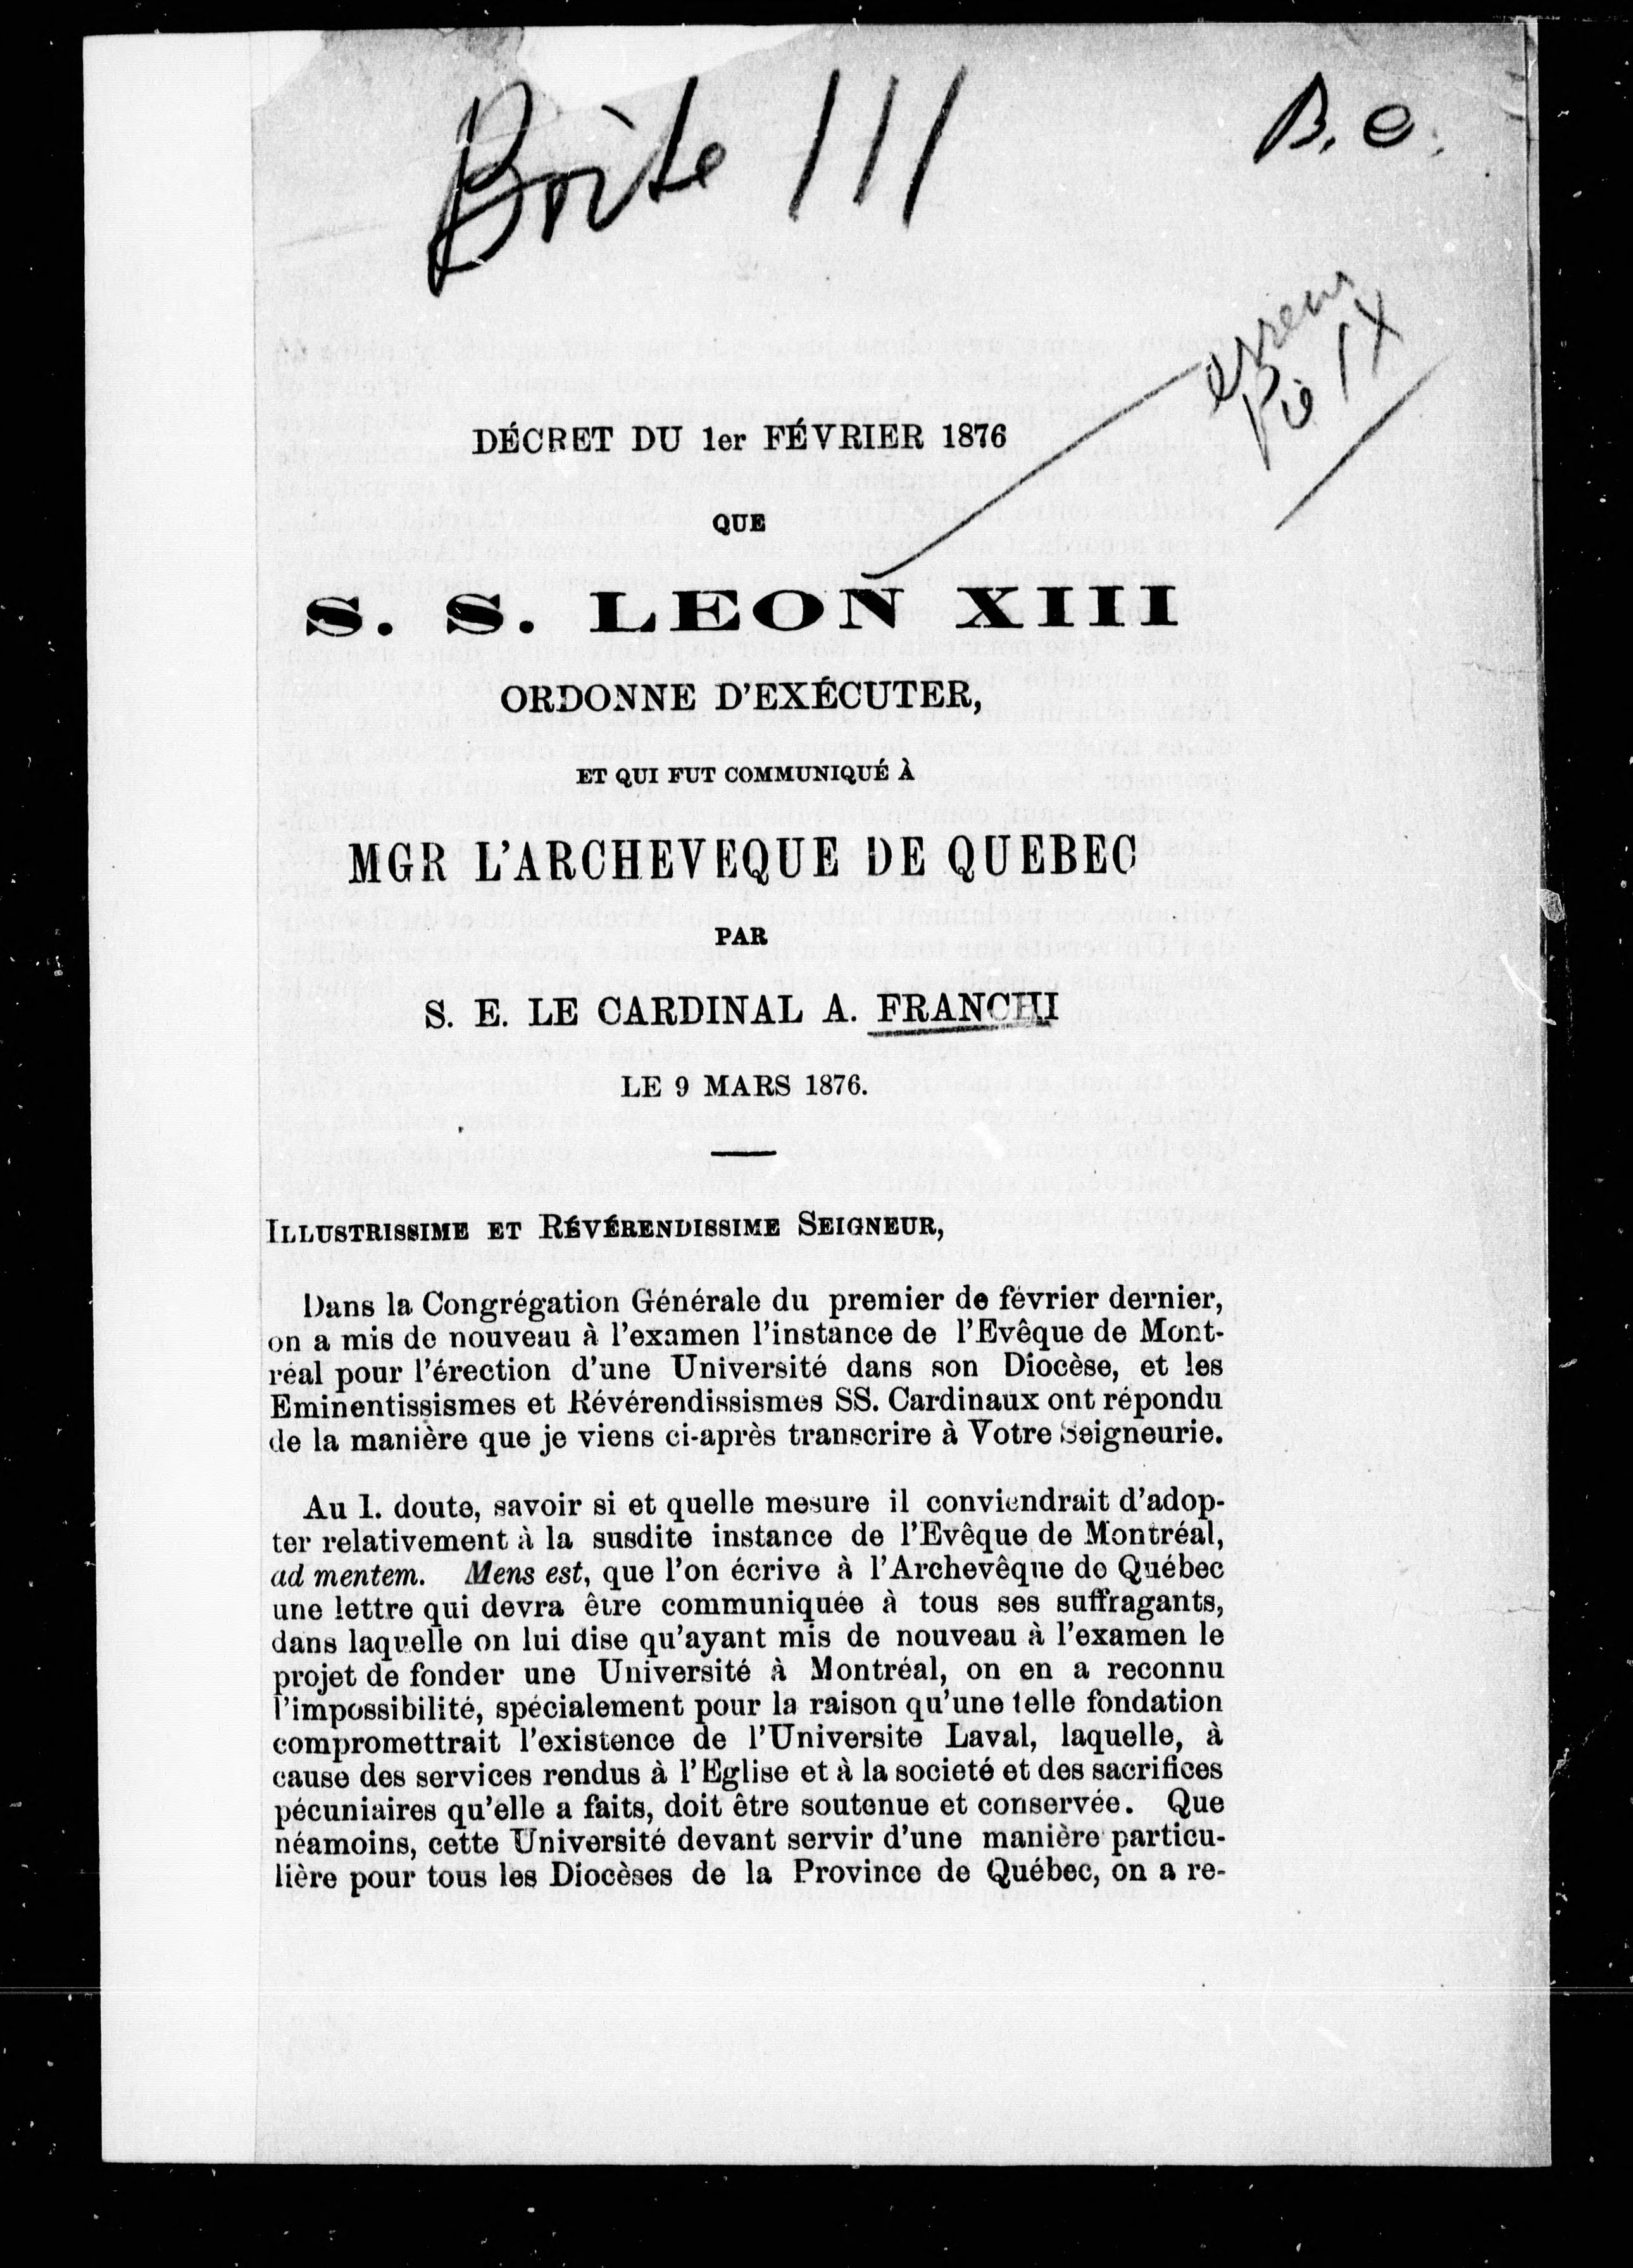 Boîte III
B. e.
erreur
Pie IX
DÉCRET DU 1er FÉVRIER 1876
QUE
S. S. LEON XIII
ORDONNE D'EXÉCUTER,
ET QUI FUT COMMUNIQUÉ À
MGR L'ARCHEVEQUE DE QUEBEC
PAR
S. E. LE CARDINAL A. FRANCHI
LE 9 MARS 1876.
ILLUSTRISSIME ET RÉVÉRENDISSIME SEIGNEUR,
Dans la Congrégation Générale du premier de février dernier,
on a mis de nouveau à l'examen l'instance de l'Evêque de Mont-
réal pour l'érection d'une Université dans son Diocèse, et les
Eminentissismes et Révérendissismes SS. Cardinaux ont répondu
de la manière que je viens ci-après transcrire à Votre Seigneurie.
Au I. doute, savoir si et quelle mesure il conviendrait d'adop-
ter relativement à la susdite instance de l'Evêque de Montréal,
ad mentem. Mens est, que l'on écrive à l'Archevêque de Québec
une lettre qui devra être communiquée à tous ses suffragants,
dans laquelle on lui dise qu'ayant mis de nouveau à l'examen le
projet de fonder une Université à Montréal, on en a reconnu
l'impossibilité, spécialement pour la raison qu'une telle fondation
compromettrait l'existence de l'Universite Laval, laquelle, à
cause des services rendus à l'Eglise et à la societé et des sacrifices
pécuniaires qu'elle a faits, doit être soutenue et conservée. Que
néamoins, cette Université devant servir d'une manière particu-
lière pour tous les Diocèses de la Province de Québec, on a re-